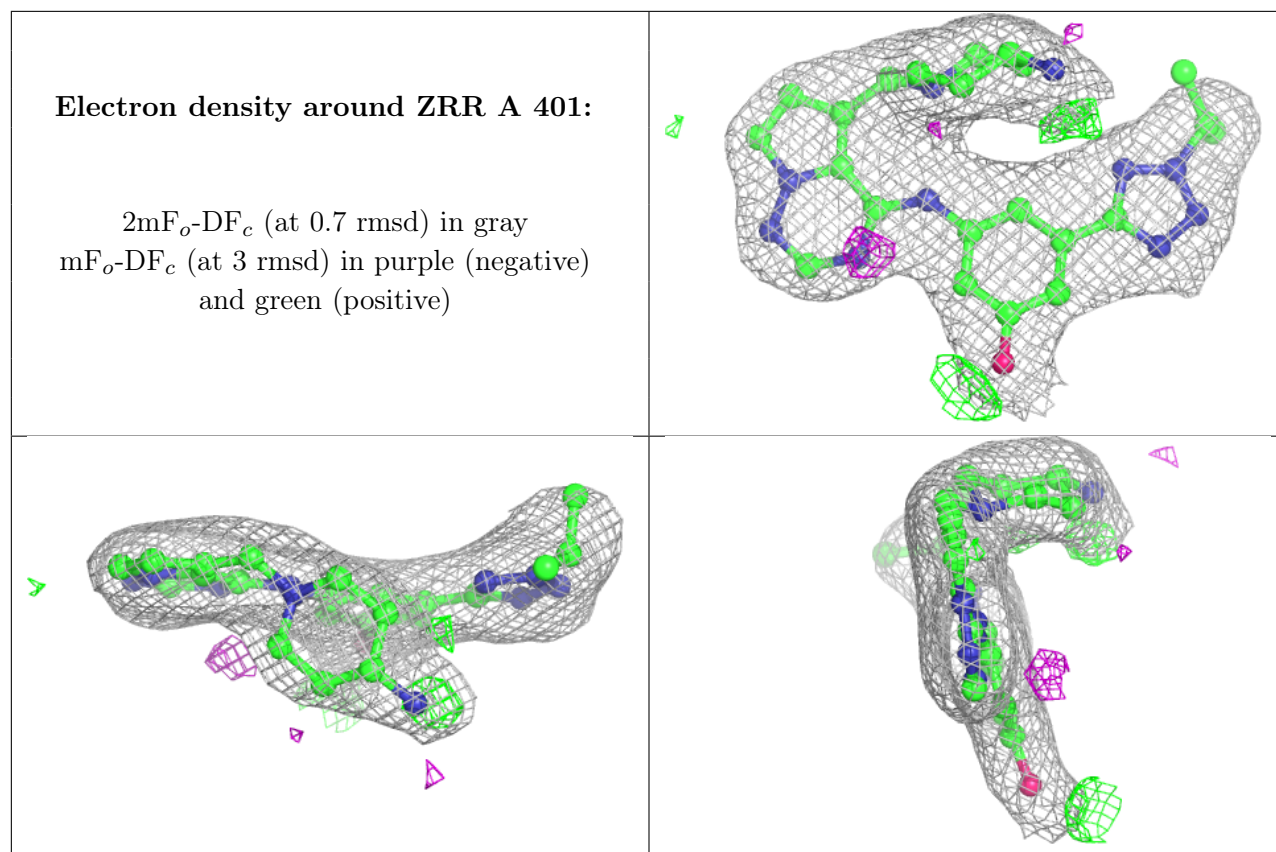 Electron density around ZRR A 401:
2mFo-DFc (at 0.7 rmsd) in gray
mFo-DFc (at 3 rmsd) in purple (negative)
and green (positive)